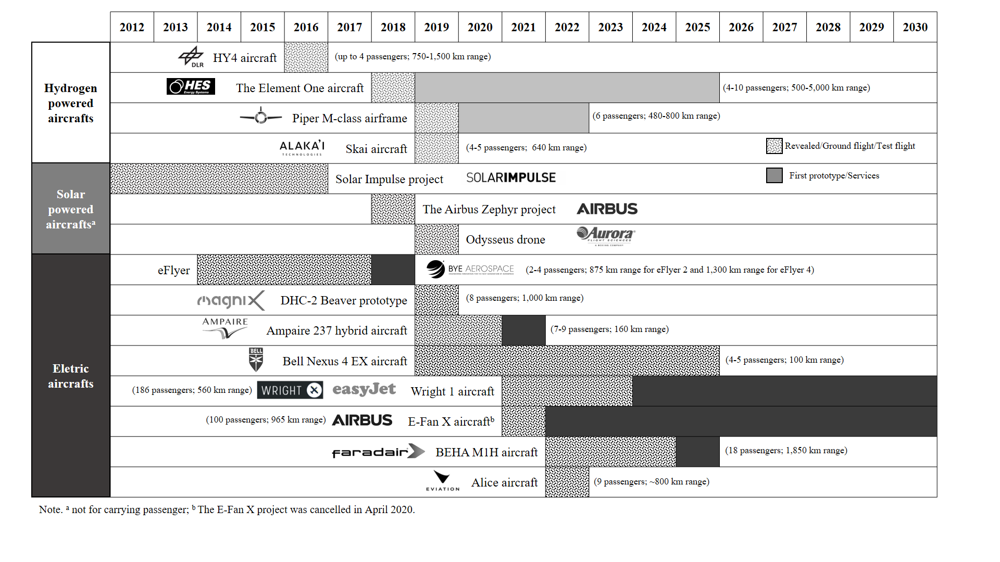 2012 2013 2014 2015 2016 2017 2018 2019 2020 2021 2022 2023 2024 2025 2026 2027 2028 2029 2030
Hydrogen
powered
aircrafts
DLR
HY4 aircraft
(up to 4 passengers; 750-1,500 km range)
HES
Energy Systems
The Element One aircraft
(4-10 passengers; 500-5,000 km range)
Piper M-class airframe
(6 passengers; 480-800 km range)
ALAKA'I
TECHNOLOGIES
Skai aircraft
(4-5 passengers;  640 km range)
Revealed/Ground flight/Test flight
First prototype/Services
Solar
powered
aircraftsᵃ
Solar Impulse project
SOLARIMPULSE
The Airbus Zephyr project
AIRBUS
Odysseus drone
Aurora
FLIGHT SCIENCES
A BOEING COMPANY
Eletric
aircrafts
eFlyer
BYE AEROSPACE
ENGINEERING INNOVATION FOR THE NEXT GENERATION OF AEROSPACE
(2-4 passengers; 875 km range for eFlyer 2 and 1,300 km range for eFlyer 4)
magniX
DHC-2 Beaver prototype
(8 passengers; 1,000 km range)
AMPAIRE
Ampaire 237 hybrid aircraft
(7-9 passengers; 160 km range)
BELL
Bell Nexus 4 EX aircraft
(4-5 passengers; 100 km range)
(186 passengers; 560 km range)
WRIGHT X
easyJet
Wright 1 aircraft
(100 passengers; 965 km range)
AIRBUS
E-Fan X aircraftᵇ
faradair
BEHA M1H aircraft
(18 passengers; 1,850 km range)
EVIATION
Alice aircraft
(9 passengers; ~800 km range)
Note. ᵃ not for carrying passenger; ᵇ The E-Fan X project was cancelled in April 2020.